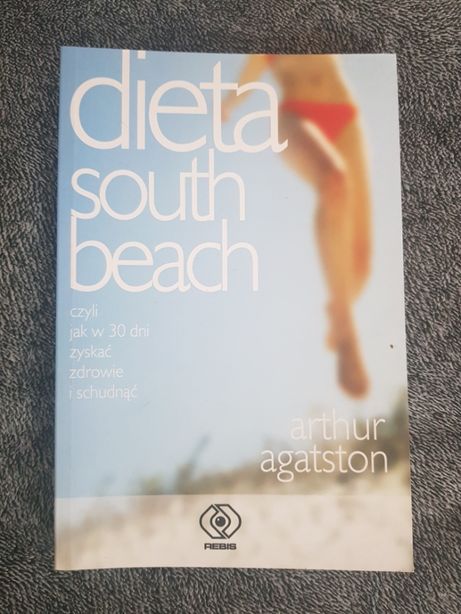 dieta
south
beach
czyli
jak w 30 dni
zyskać
zdrowie
i schudnąć
arthur
agatston
REBIS